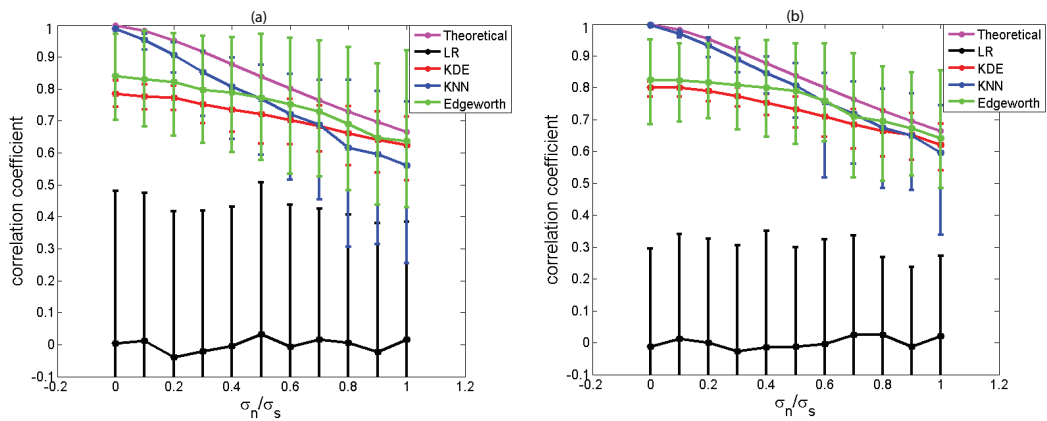 (a)
1
0.9
0.8
0.7
0.6
0.5
0.4
0.3
0.2
0.1
0
-0.1
-0.2
0
0.2
0.4
0.6
0.8
1
1.2
correlation coefficient
σn/σs
Theoretical
LR
KDE
KNN
Edgeworth
(b)
1
0.9
0.8
0.7
0.6
0.5
0.4
0.3
0.2
0.1
0
-0.1
-0.2
0
0.2
0.4
0.6
0.8
1
1.2
correlation coefficient
σn/σs
Theoretical
LR
KDE
KNN
Edgeworth